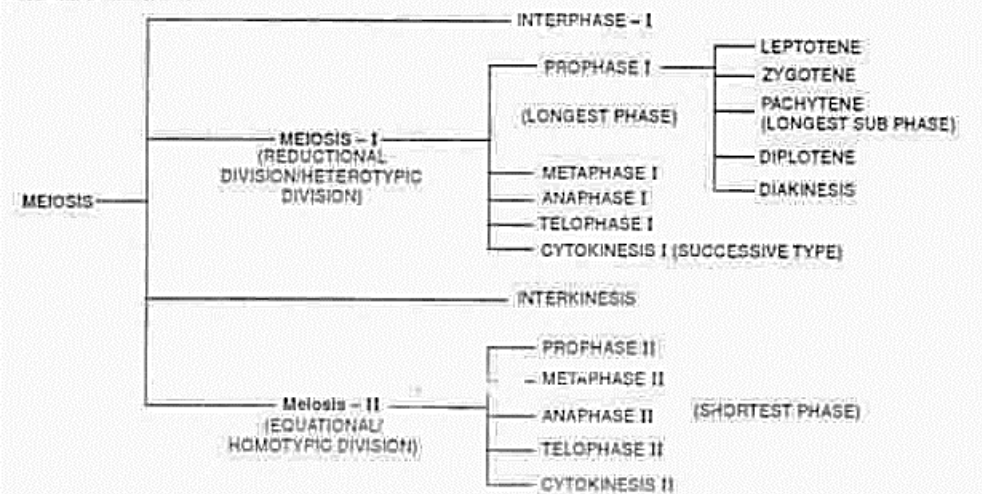 INTERPHASE – I
LEPTOTENE
PROPHASE I
ZYGOTENE
(LONGEST PHASE)
PACHYTENE
(LONGEST SUB PHASE)
MEIOSIS – I
(REDUCTIONAL
DIVISION/HETEROTYPIC
DIVISION)
DIPLOTENE
METAPHASE I
DIAKINESIS
MEIOSIS
ANAPHASE I
TELOPHASE I
CYTOKINESIS I (SUCCESSIVE TYPE)
INTERKINESIS
PROPHASE II
METAPHASE II
Meiosis – II
(EQUATIONAL/
HOMOTYPIC DIVISION)
ANAPHASE II
(SHORTEST PHASE)
TELOPHASE II
CYTOKINESIS II